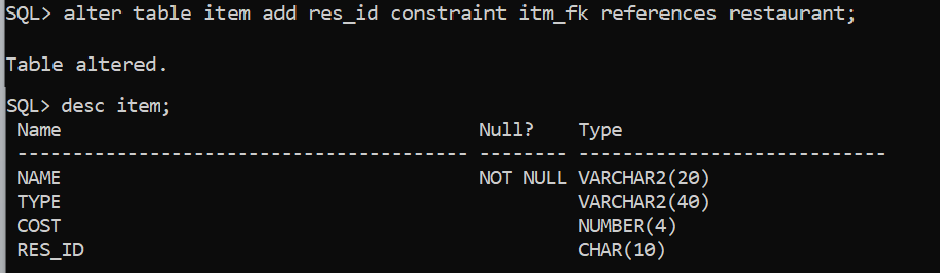 SQL> alter table item add res_id constraint itm_fk references restaurant;
Table altered.
SQL> desc item;
Name Null? Type
----------------------------------------- -------- ----------------------------
NAME NOT NULL VARCHAR2(20)
TYPE VARCHAR2(40)
COST NUMBER(4)
RES_ID CHAR(10)